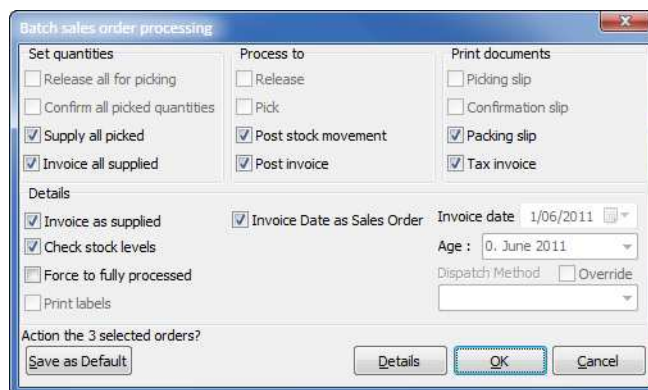 Batch sales order processing
Set quantities
Release all for picking
Confirm all picked quantities
Supply all picked
Invoice all supplied
Process to
Release
Pick
Post stock movement
Post invoice
Print documents
Picking slip
Confirmation slip
Packing slip
Tax invoice
Details
Invoice as supplied
Check stock levels
Force to fully processed
Print labels
Invoice Date as Sales Order
Invoice date 1/06/2011
Age : 0. June 2011
Dispatch Method Override
Action the 3 selected orders?
Save as Default Details OK Cancel